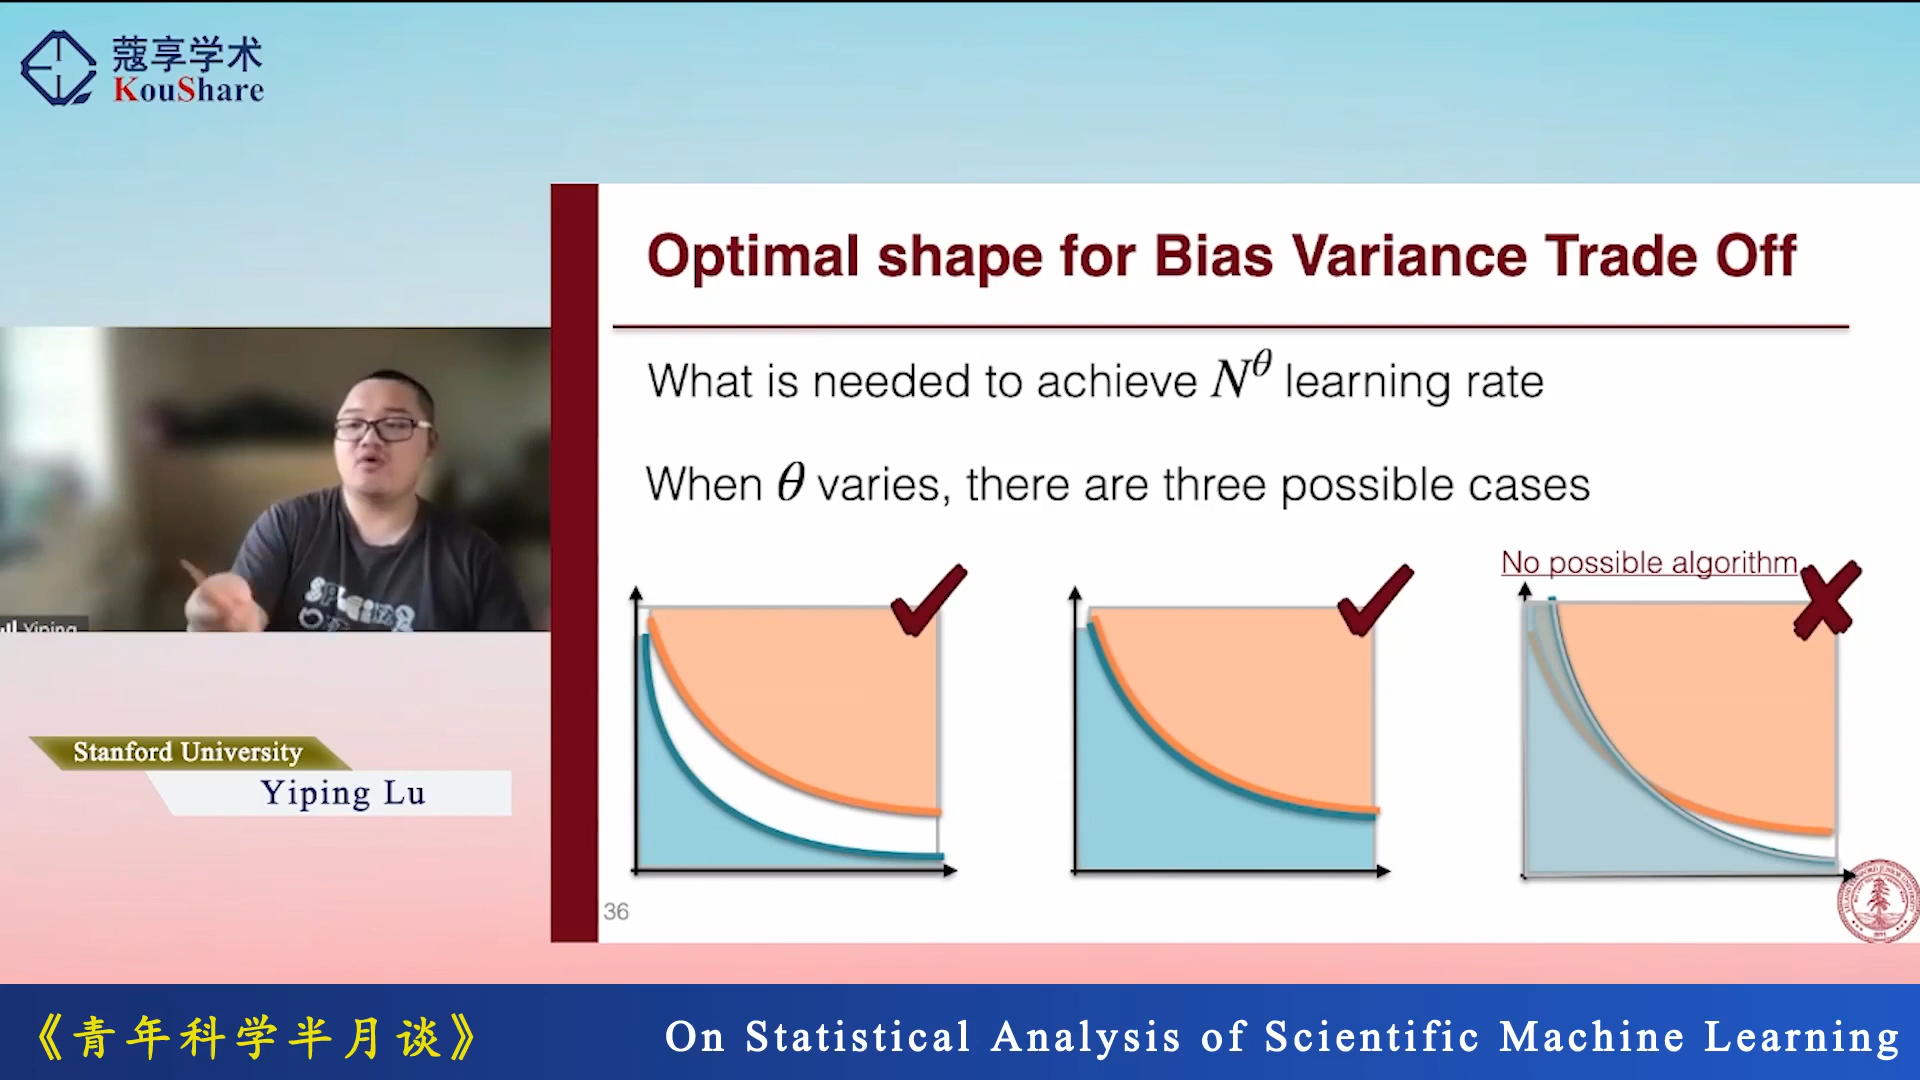 蔻享学术
KouShare
Optimal shape for Bias Variance Trade Off
What is needed to achieve N^θ learning rate
When θ varies, there are three possible cases
No possible algorithm
Yiping
Stanford University
Yiping Lu
36
《青年科学半月谈》
On Statistical Analysis of Scientific Machine Learning